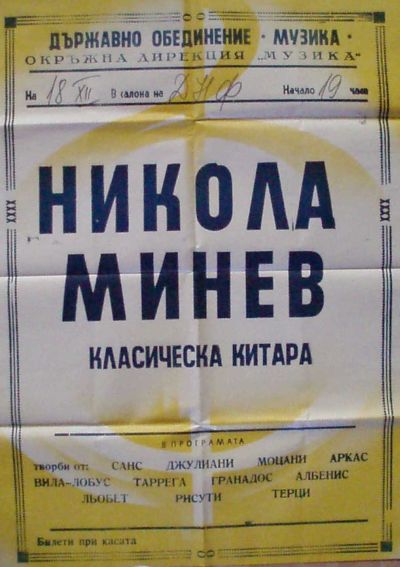 ДЪРЖАВНО ОБЕДИНЕНИЕ • МУЗИКА •
ОКРЪЖНА ДИРЕКЦИЯ „МУЗИКА"
На 18 XII В салона на ДНФ Начало 19 часа
НИКОЛА
МИНЕВ
КЛАСИЧЕСКА КИТАРА
В ПРОГРАМАТА
творби от: САНС ДЖУЛИАНИ МОЦАНИ АРКАС
ВИЛА-ЛОБУС ТАРРЕГА ГРАНАДОС АЛБЕНИС
ЛЬОБЕТ РИСУТИ ТЕРЦИ
Билети при касата